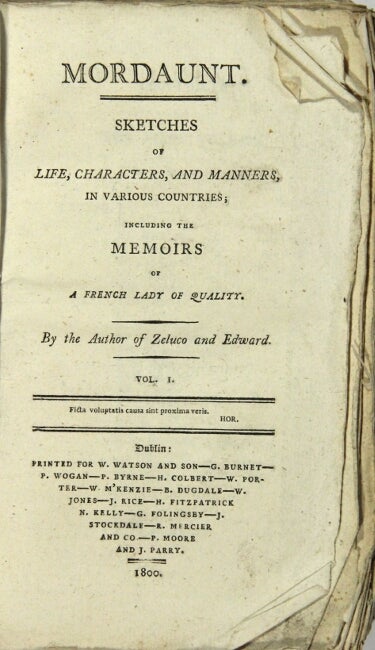 MORDAUNT.
SKETCHES
OF
LIFE, CHARACTERS, AND MANNERS,
IN VARIOUS COUNTRIES;
INCLUDING THE
MEMOIRS
OF
A FRENCH LADY OF QUALITY.
By the Author of Zeluco and Edward.
VOL. I.
Ficta voluptatis causa sint proxima veris.
HOR.
Dublin:
PRINTED FOR W. WATSON AND SON—G. BURNET—
P. WOGAN—P. BYRNE—H. COLBERT—W. POR-
TER—W. M'KENZIE—B. DUGDALE—W.
JONES—J. RICE—H. FITZPATRICK
N. KELLY—G. FOLINGSBY—J.
STOCKDALE—R. MERCIER
AND CO.—P. MOORE
AND J. PARRY.
1800.